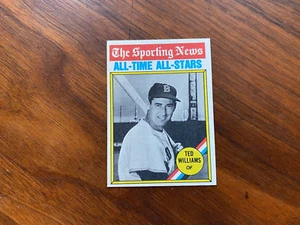 The Sporting News
ALL-TIME ALL-STARS
B
TED
WILLIAMS
OF